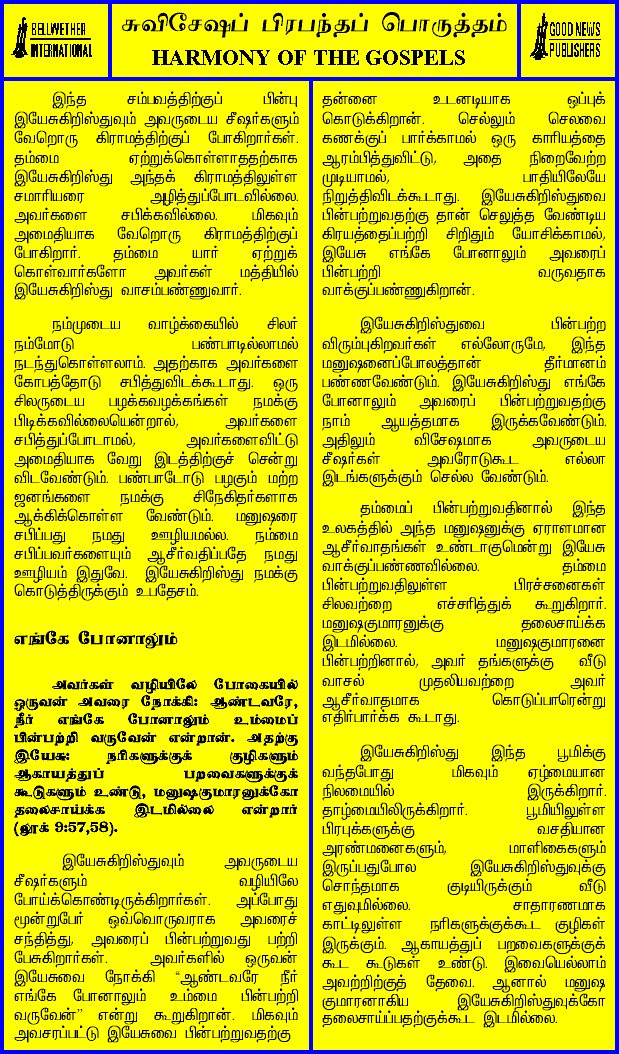 BELLWETHER
INTERNATIONAL
சுவிசேஷப் பிரபந்தப் பொருத்தம்
HARMONY OF THE GOSPELS
GOOD NEWS
PUBLISHERS
இந்த சம்பவத்திற்குப் பின்பு
இயேசுகிறிஸ்துவும் அவருடைய சீஷர்களும்
வேறொரு கிராமத்திற்குப் போகிறார்கள்.
தம்மை ஏற்றுக்கொள்ளாததற்காக
இயேசுகிறிஸ்து அந்தக் கிராமத்திலுள்ள
சமாரியரை அழித்துப்போடவில்லை.
அவர்களை சபிக்கவில்லை. மிகவும்
அமைதியாக வேறொரு கிராமத்திற்குப்
போகிறார். தம்மை யார் ஏற்றுக்
கொள்வார்களோ அவர்கள் மத்தியில்
இயேசுகிறிஸ்து வாசம்பண்ணுவார்.
நம்முடைய வாழ்க்கையில் சிலர்
நம்மோடு பண்பாடில்லாமல்
நடந்துகொள்ளலாம். அதற்காக அவர்களை
கோபத்தோடு சபித்துவிடக்கூடாது. ஒரு
சிலருடைய பழக்கவழக்கங்கள் நமக்கு
பிடிக்கவில்லையென்றால், அவர்களை
சபித்துப்போடாமல், அவர்களைவிட்டு
அமைதியாக வேறு இடத்திற்குச் சென்று
விடவேண்டும். பண்பாடோடு பழகும் மற்ற
ஜனங்களை நமக்கு சிநேகிதர்களாக
ஆக்கிக்கொள்ள வேண்டும். மனுஷரை
சபிப்பது நமது ஊழியமல்ல. நம்மை
சபிப்பவர்களையும் ஆசீர்வதிப்பதே நமது
ஊழியம் இதுவே. இயேசுகிறிஸ்து நமக்கு
கொடுத்திருக்கும் உபதேசம்.
எங்கே போனாலும்
அவர்கள் வழியிலே போகையில்
ஒருவன் அவரை நோக்கி: ஆண்டவரே,
நீர் எங்கே போனாலும் உம்மைப்
பின்பற்றி வருவேன் என்றான். அதற்கு
இயேசு: நரிகளுக்குக் குழிகளும்
ஆகாயத்துப் பறவைகளுக்குக்
கூடுகளும் உண்டு, மனுஷகுமாரனுக்கோ
தலைசாய்க்க இடமில்லை என்றார்
(லூக் 9:57,58).
இயேசுகிறிஸ்துவும் அவருடைய
சீஷர்களும் வழியிலே
போய்க்கொண்டிருக்கிறார்கள். அப்போது
மூன்றுபேர் ஒவ்வொருவராக அவரைச்
சந்தித்து, அவரைப் பின்பற்றுவது பற்றி
பேசுகிறார்கள். அவர்களில் ஒருவன்
இயேசுவை நோக்கி “ஆண்டவரே நீர்
எங்கே போனாலும் உம்மை பின்பற்றி
வருவேன்” என்று கூறுகிறான். மிகவும்
அவசரப்பட்டு இயேசுவை பின்பற்றுவதற்கு
தன்னை உடனடியாக ஒப்புக்
கொடுக்கிறான். செல்லும் செலவை
கணக்குப் பார்க்காமல் ஒரு காரியத்தை
ஆரம்பித்துவிட்டு, அதை நிறைவேற்ற
முடியாமல், பாதியிலேயே
நிறுத்திவிடக்கூடாது. இயேசுகிறிஸ்துவை
பின்பற்றுவதற்கு தான் செலுத்த வேண்டிய
கிரயத்தைப்பற்றி சிறிதும் யோசிக்காமல்,
இயேசு எங்கே போனாலும் அவரைப்
பின்பற்றி வருவதாக
வாக்குப்பண்ணுகிறான்.
இயேசுகிறிஸ்துவை பின்பற்ற
விரும்புகிறவர்கள் எல்லோருமே, இந்த
மனுஷனைப்போலத்தான் தீர்மானம்
பண்ணவேண்டும். இயேசுகிறிஸ்து எங்கே
போனாலும் அவரைப் பின்பற்றுவதற்கு
நாம் ஆயத்தமாக இருக்கவேண்டும்.
அதிலும் விசேஷமாக அவருடைய
சீஷர்கள் அவரோடுகூட எல்லா
இடங்களுக்கும் செல்ல வேண்டும்.
தம்மைப் பின்பற்றுவதினால் இந்த
உலகத்தில் அந்த மனுஷனுக்கு ஏராளமான
ஆசீர்வாதங்கள் உண்டாகுமென்று இயேசு
வாக்குப்பண்ணவில்லை. தம்மை
பின்பற்றுவதிலுள்ள பிரச்சனைகள்
சிலவற்றை எச்சரித்துக் கூறுகிறார்.
மனுஷகுமாரனுக்கு தலைசாய்க்க
இடமில்லை. மனுஷகுமாரனை
பின்பற்றினால், அவர் தங்களுக்கு வீடு
வாசல் முதலியவற்றை அவர்
ஆசீர்வாதமாக கொடுப்பாரென்று
எதிர்பார்க்க கூடாது.
இயேசுகிறிஸ்து இந்த பூமிக்கு
வந்தபோது மிகவும் ஏழ்மையான
நிலமையில் இருக்கிறார்.
தாழ்மையிலிருக்கிறார். பூமியிலுள்ள
பிரபுக்களுக்கு வசதியான
அரண்மனைகளும், மாளிகைகளும்
இருப்பதுபோல இயேசுகிறிஸ்துவுக்கு
சொந்தமாக குடியிருக்கும் வீடு
எதுவுமில்லை. சாதாரணமாக
காட்டிலுள்ள நரிகளுக்குக்கூட குழிகள்
இருக்கும். ஆகாயத்துப் பறவைகளுக்குக்
கூட கூடுகள் உண்டு. இவையெல்லாம்
அவற்றிற்குத் தேவை. ஆனால் மனுஷ
குமாரனாகிய இயேசுகிறிஸ்துவுக்கோ
தலைசாய்ப்பதற்குக்கூட இடமில்லை.